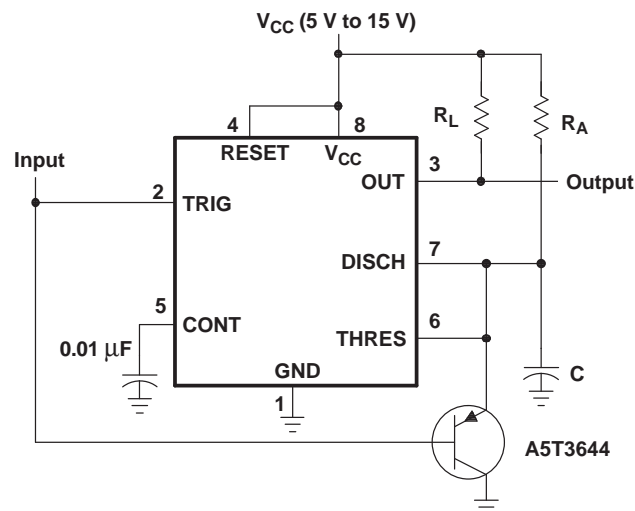 VCC (5 V to 15 V)
4
8
RESET
VCC
RL
RA
Input
3
OUT
Output
2
TRIG
7
DISCH
5
CONT
6
THRES
0.01 μF
GND
1
C
A5T3644